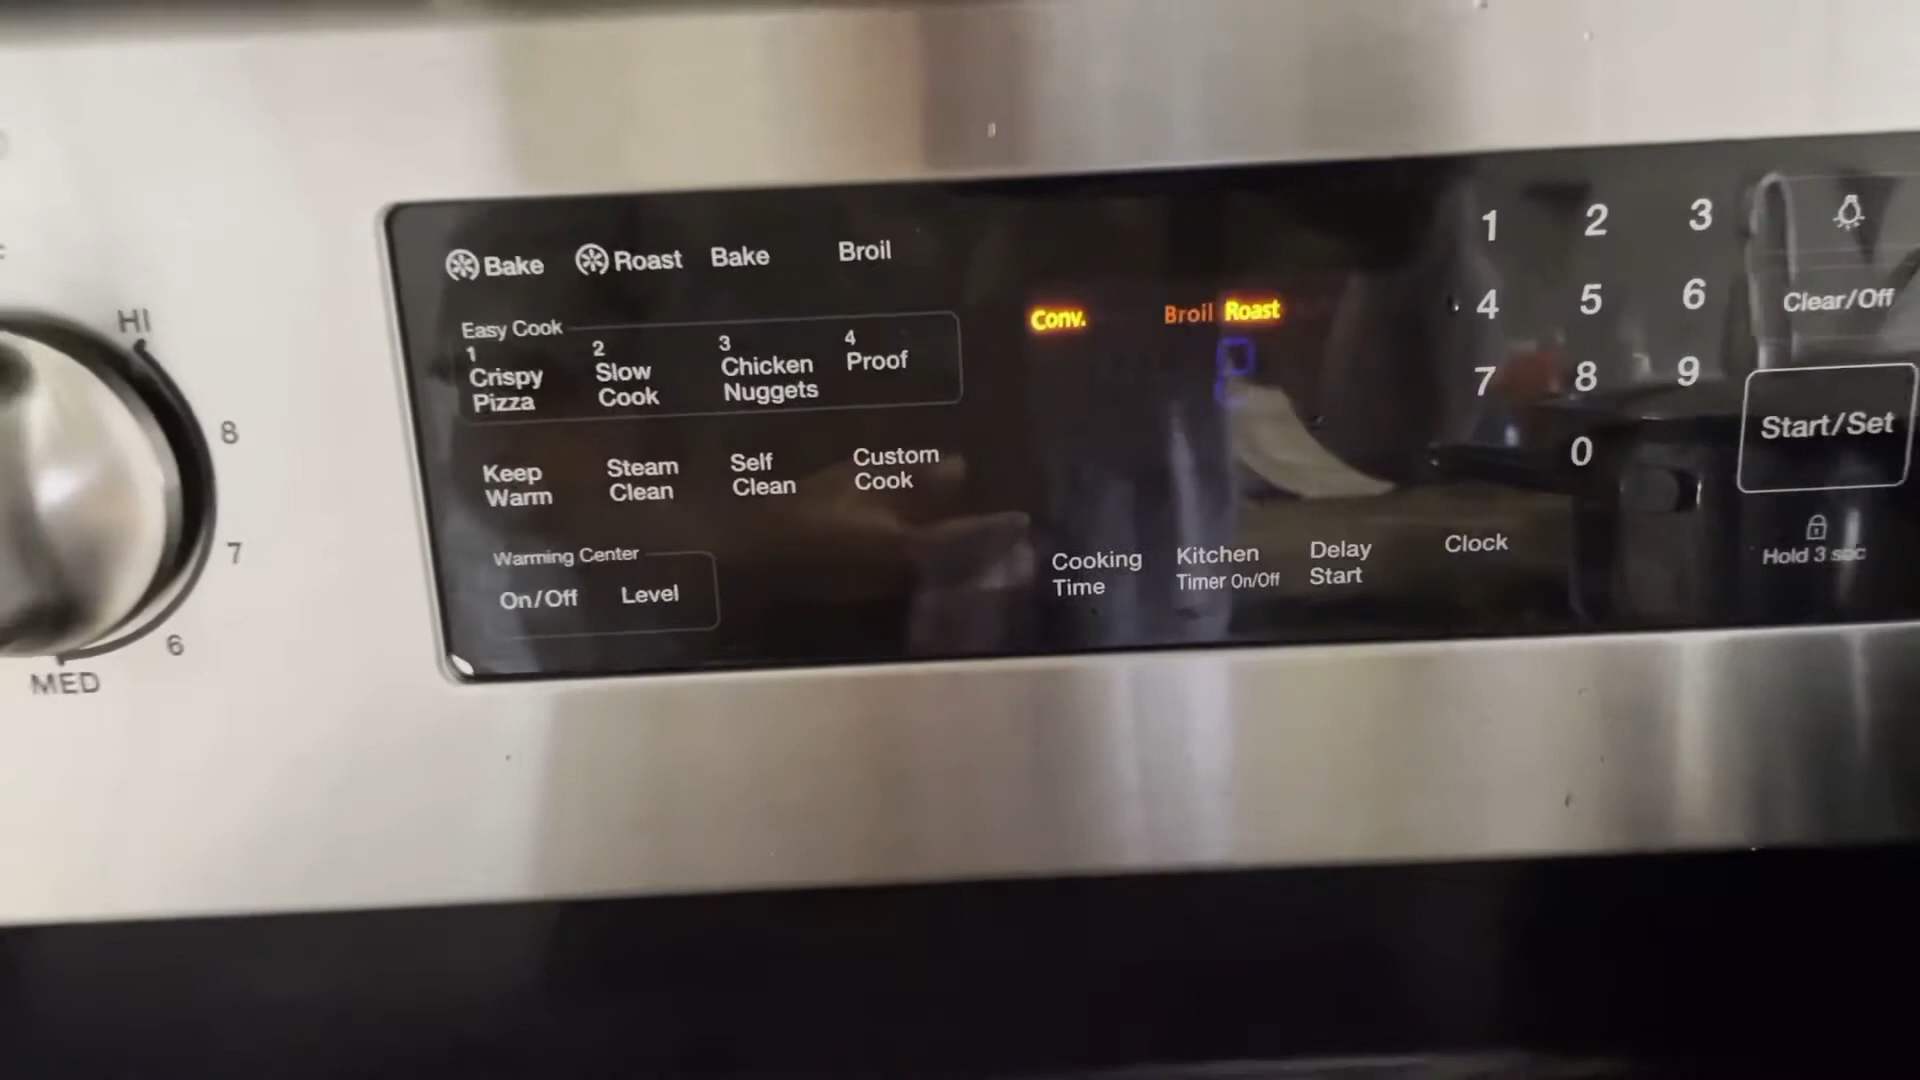 Bake Roast Bake Broil
Easy Cook
1 2 3 4
Crispy Pizza
Slow Cook
Chicken Nuggets
Proof
Keep Warm
Steam Clean
Self Clean
Custom Cook
Warming Center
On/Off Level
Conv. Broil Roast
Cooking Time
Kitchen Timer On/Off
Delay Start
Clock
1 2 3
4 5 6
7 8 9
0
Clear/Off
Start/Set
Hold 3 sec
HI
8
7
6
MED